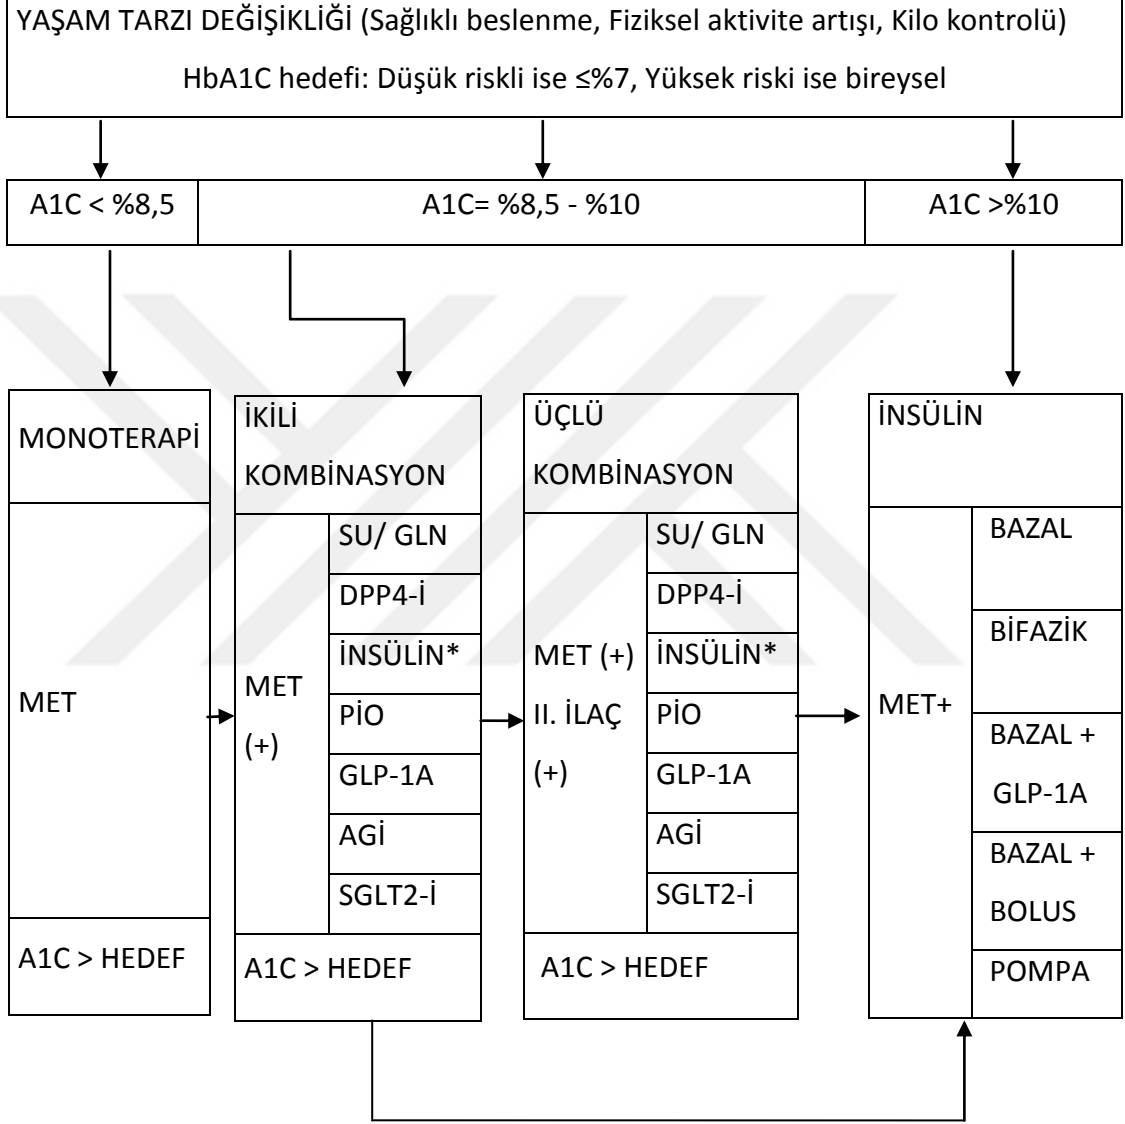 YAŞAM TARZI DEĞİŞİKLİĞİ (Sağlıklı beslenme, Fiziksel aktivite artışı, Kilo kontrolü)
HbA1C hedefi: Düşük riskli ise ≤%7, Yüksek riski ise bireysel
A1C < %8,5
A1C= %8,5 - %10
A1C >%10
MONOTERAPİ
MET
A1C > HEDEF
İKİLİ
KOMBİNASYON
MET
(+)
SU/ GLN
DPP4-İ
İNSÜLİN*
PİO
GLP-1A
AGİ
SGLT2-İ
A1C > HEDEF
ÜÇLÜ
KOMBİNASYON
MET (+)
II. İLAÇ
(+)
SU/ GLN
DPP4-İ
İNSÜLİN*
PİO
GLP-1A
AGİ
SGLT2-İ
A1C > HEDEF
İNSÜLİN
MET+
BAZAL
BİFAZİK
BAZAL +
GLP-1A
BAZAL +
BOLUS
POMPA